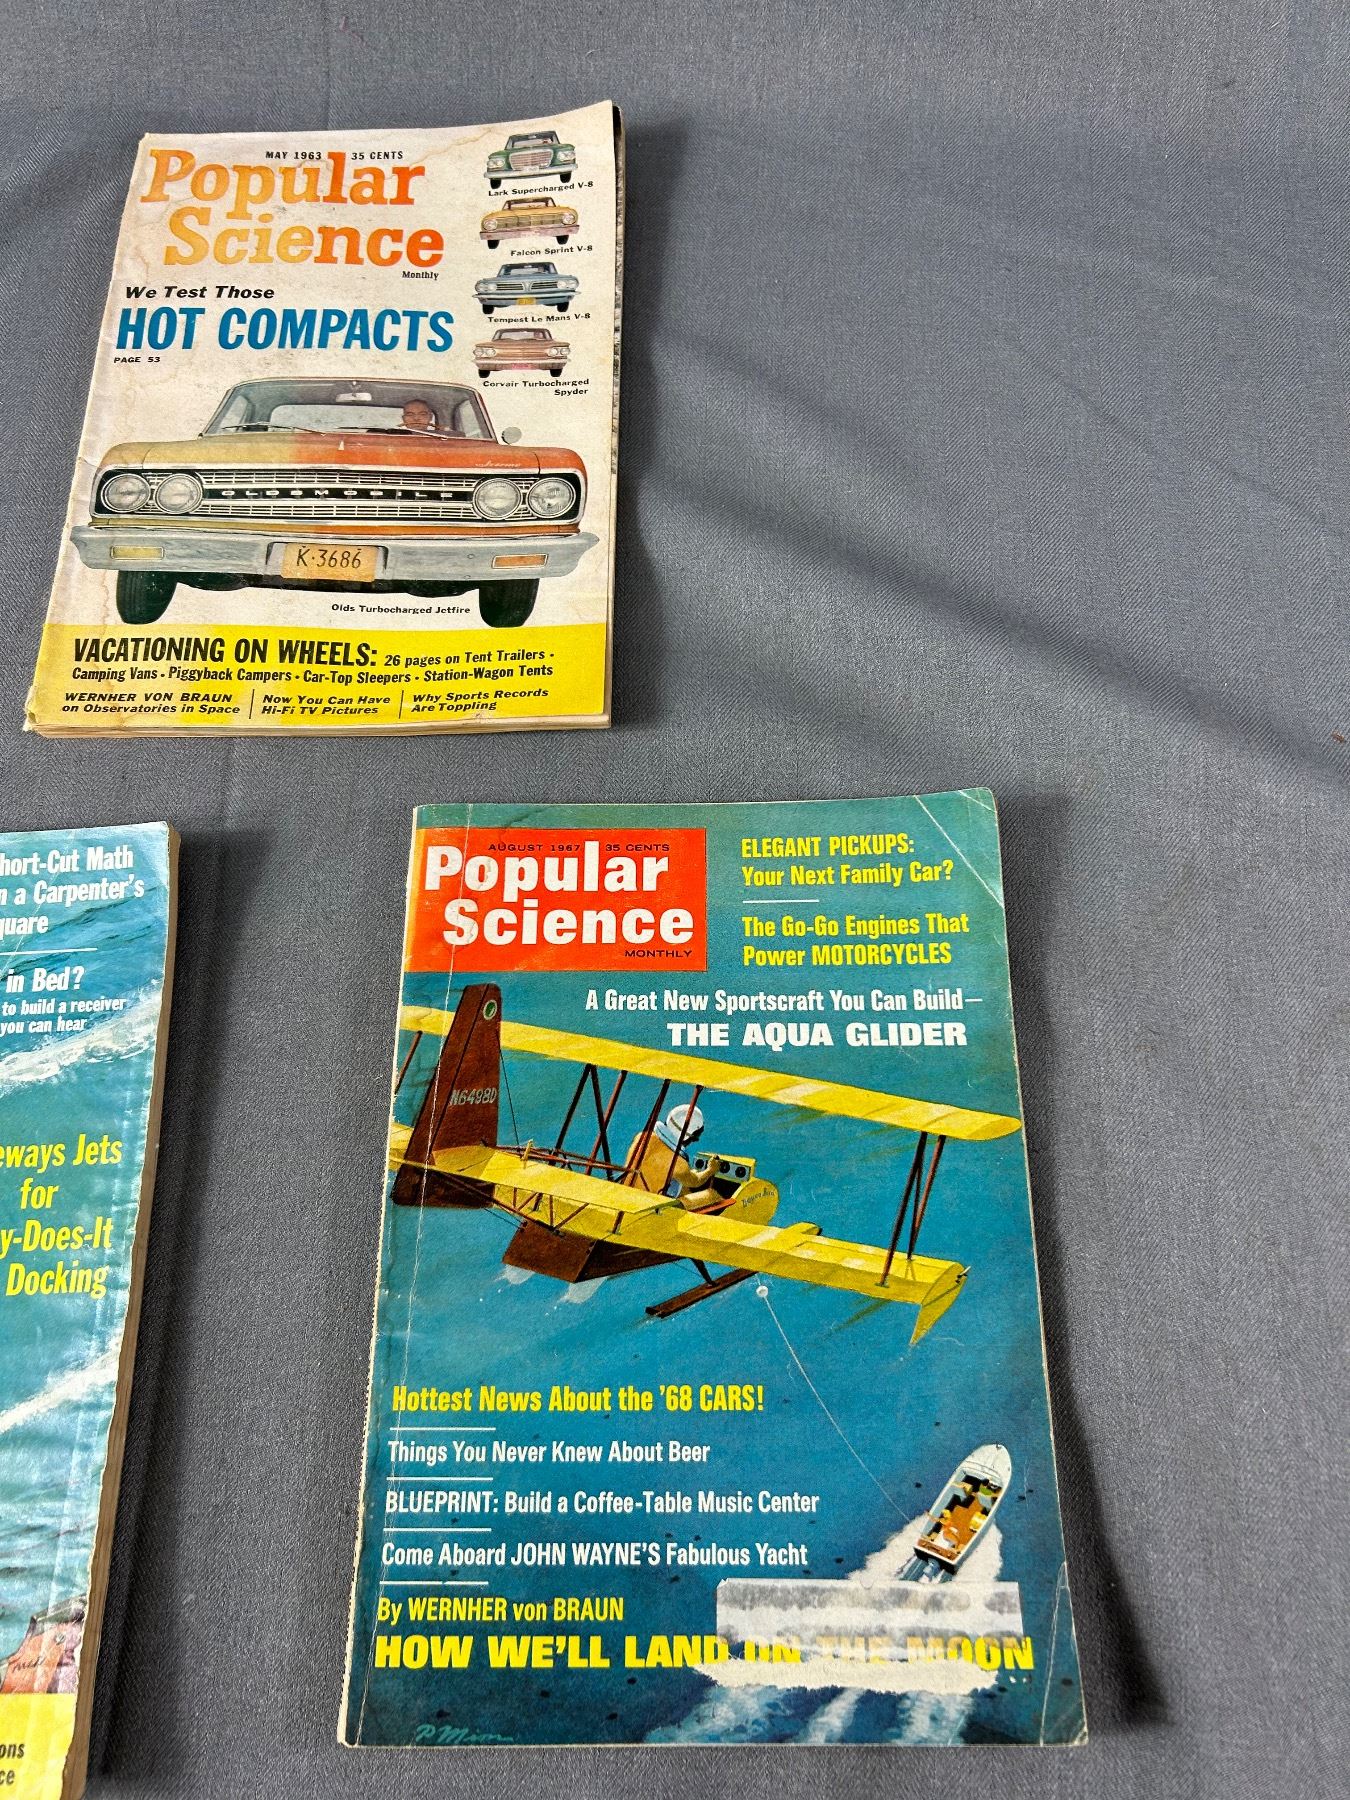 MAY 1963 35 CENTS
Popular
Science
Monthly
Lark Supercharged V-8
Falcon Sprint V-8
Tempest Le Mans V-8
Corvair Turbocharged
Spyder
We Test Those
HOT COMPACTS
PAGE 53
OLDSMOBILE
K·3686
Olds Turbocharged Jetfire
VACATIONING ON WHEELS: 26 pages on Tent Trailers •
Camping Vans • Piggyback Campers • Car-Top Sleepers • Station-Wagon Tents
WERNHER VON BRAUN
on Observatories in Space
Now You Can Have
Hi-Fi TV Pictures
Why Sports Records
Are Toppling
hort-Cut Math
a Carpenter's
quare
in Bed?
to build a receiver
you can hear
eways Jets
for
y-Does-It
Docking
ons
ce
AUGUST 1967 35 CENTS
Popular
Science
MONTHLY
ELEGANT PICKUPS:
Your Next Family Car?
The Go-Go Engines That
Power MOTORCYCLES
A Great New Sportscraft You Can Build—
THE AQUA GLIDER
N6498D
Hottest News About the '68 CARS!
Things You Never Knew About Beer
BLUEPRINT: Build a Coffee-Table Music Center
Come Aboard JOHN WAYNE'S Fabulous Yacht
By WERNHER von BRAUN
HOW WE'LL LAND ON THE MOON